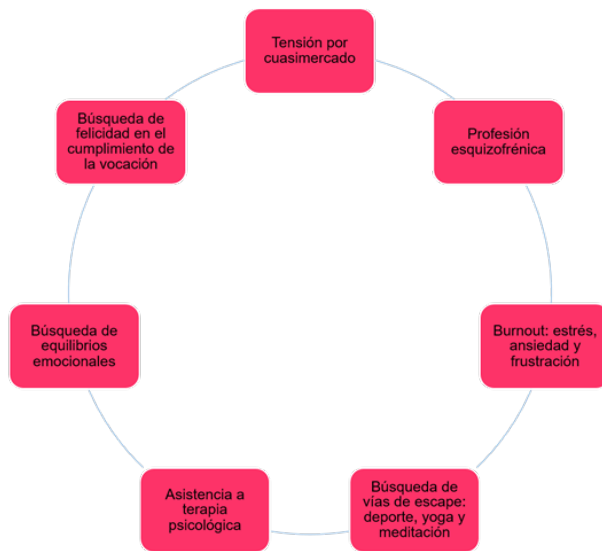 Tensión por
cuasimercado
Profesión
esquizofrénica
Burnout: estrés,
ansiedad y
frustración
Búsqueda de
vías de escape:
deporte, yoga y
meditación
Asistencia a
terapia
psicológica
Búsqueda de
equilibrios
emocionales
Búsqueda de
felicidad en el
cumplimiento de
la vocación